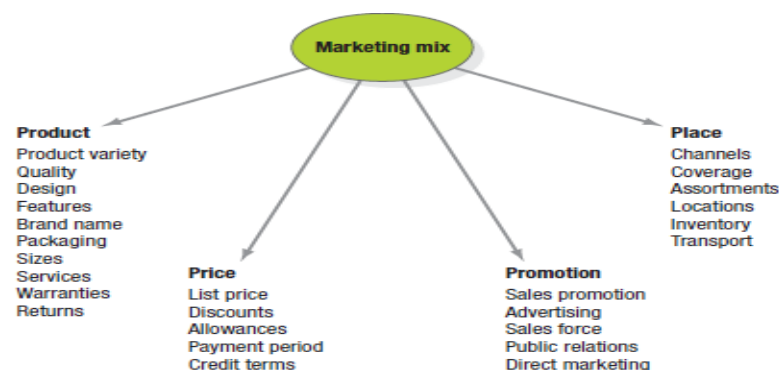 Marketing mix
Product
Product variety
Quality
Design
Features
Brand name
Packaging
Sizes
Services
Warranties
Returns
Price
List price
Discounts
Allowances
Payment period
Credit terms
Promotion
Sales promotion
Advertising
Sales force
Public relations
Direct marketing
Place
Channels
Coverage
Assortments
Locations
Inventory
Transport